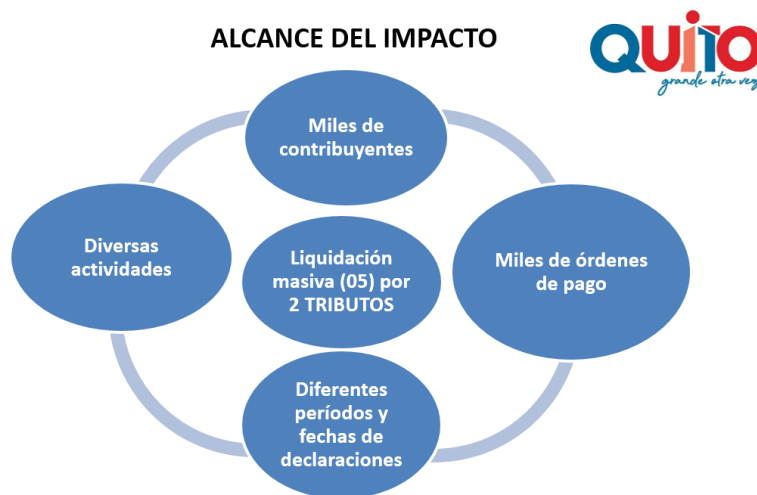 ALCANCE DEL IMPACTO
QUITO
grande otra vez
Miles de
contribuyentes
Diversas
actividades
Liquidación
masiva (05) por
2 TRIBUTOS
Miles de órdenes
de pago
Diferentes
períodos y
fechas de
declaraciones